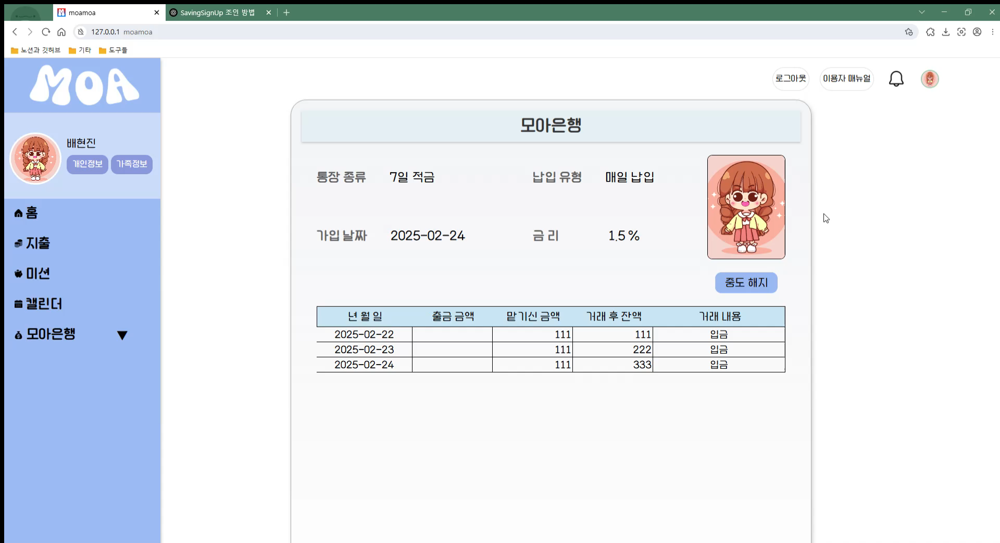 moamoa
SavingSignUp 조인 방법
127.0.0.1 moamoa
노션과 깃허브 기타 도구들
MOA
로그아웃 이용자 매뉴얼
배현진
개인정보 가족정보
홈
지출
미션
캘린더
모아은행 ▼
모아은행
통장 종류 7일 적금 납입 유형 매일 납입
가입 날짜 2025-02-24 금 리 1.5 %
중도 해지
년 월 일 출금 금액 맡기신 금액 거래 후 잔액 거래 내용
2025-02-22 111 111 입금
2025-02-23 111 222 입금
2025-02-24 111 333 입금